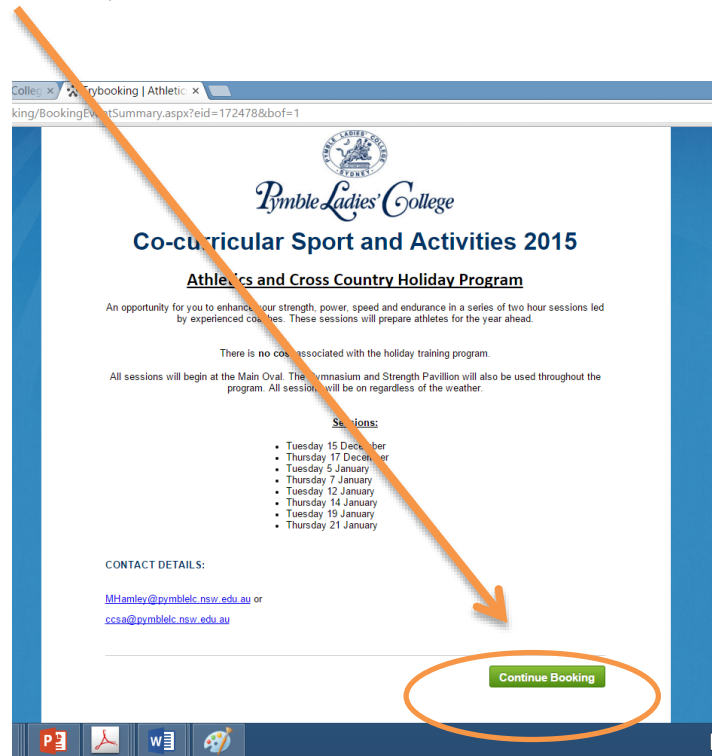 Colleg × Trybooking | Athletic ×
king/BookingEventSummary.aspx?eid=172478&bof=1
PYMBLE LADIES' COLLEGE
SYDNEY
Pymble Ladies' College
Co-curricular Sport and Activities 2015
Athletics and Cross Country Holiday Program
An opportunity for you to enhance your strength, power, speed and endurance in a series of two hour sessions led
by experienced coaches. These sessions will prepare athletes for the year ahead.
There is no cost associated with the holiday training program.
All sessions will begin at the Main Oval. The Gymnasium and Strength Pavillion will also be used throughout the
program. All sessions will be on regardless of the weather.
Sessions:
• Tuesday 15 December
• Thursday 17 December
• Tuesday 5 January
• Thursday 7 January
• Tuesday 12 January
• Thursday 14 January
• Tuesday 19 January
• Thursday 21 January
CONTACT DETAILS:
MHamley@pymblelc.nsw.edu.au or
ccsa@pymblelc.nsw.edu.au
Continue Booking